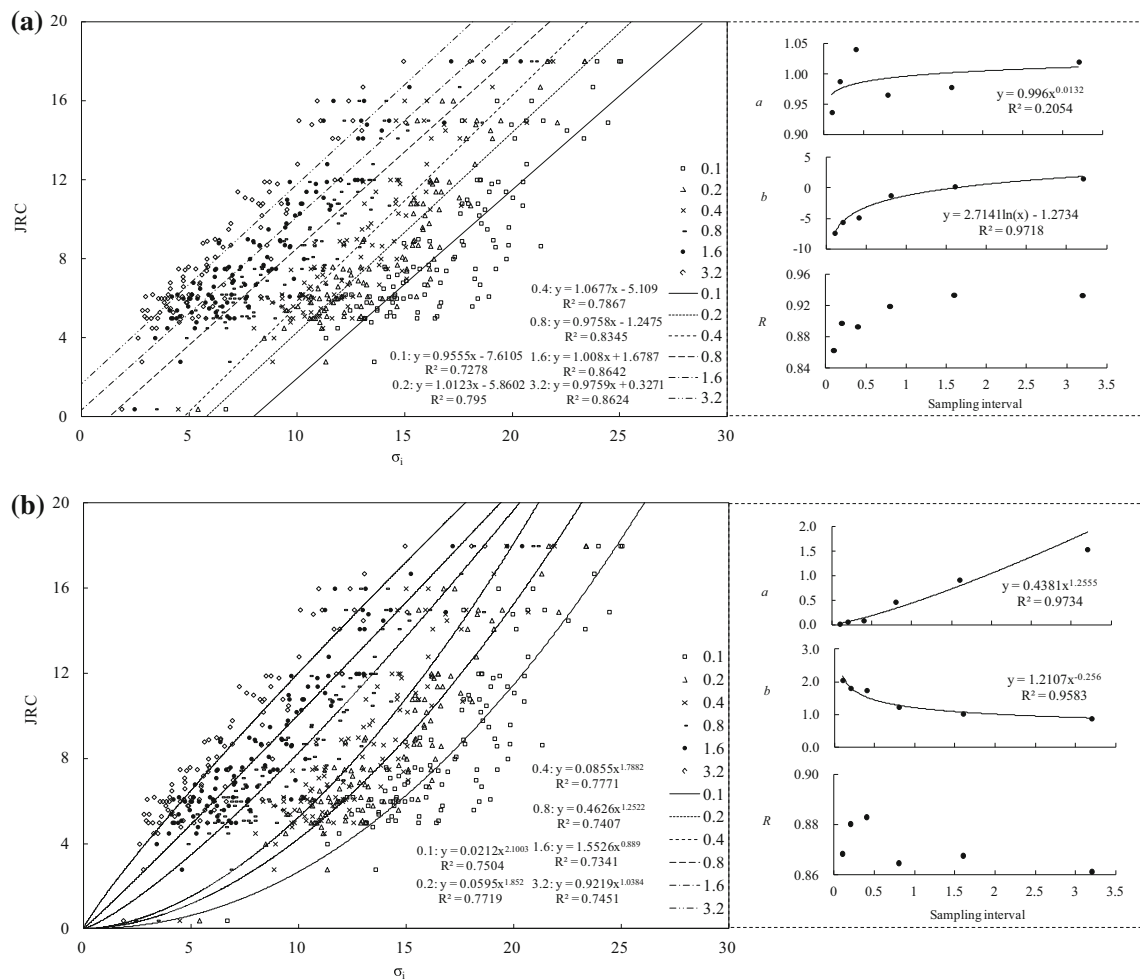 (a)
20
16
12
8
4
0
JRC
0
5
10
15
20
25
30
σi
0.1
0.2
0.4
0.8
1.6
3.2
0.1
0.2
0.4
0.8
1.6
3.2
0.4: y = 1.0677x - 5.109
R² = 0.7867
0.8: y = 0.9758x - 1.2475
R² = 0.8345
0.1: y = 0.9555x - 7.6105
R² = 0.7278
1.6: y = 1.008x + 1.6787
R² = 0.8642
0.2: y = 1.0123x - 5.8602
R² = 0.795
3.2: y = 0.9759x + 0.3271
R² = 0.8624
1.05
1.00
0.95
0.90
a
y = 0.996x^0.0132
R² = 0.2054
5
0
-5
-10
b
y = 2.7141ln(x) - 1.2734
R² = 0.9718
0.96
0.92
0.88
0.84
R
0
0.5
1
1.5
2
2.5
3
3.5
Sampling interval
(b)
20
16
12
8
4
0
JRC
0
5
10
15
20
25
30
σi
0.1
0.2
0.4
0.8
1.6
3.2
0.1
0.2
0.4
0.8
1.6
3.2
0.4: y = 0.0855x^1.7882
R² = 0.7771
0.8: y = 0.4626x^1.2522
R² = 0.7407
0.1: y = 0.0212x^2.1003
R² = 0.7504
1.6: y = 1.5526x^0.889
R² = 0.7341
0.2: y = 0.0595x^1.852
R² = 0.7719
3.2: y = 0.9219x^1.0384
R² = 0.7451
2.0
1.5
1.0
0.5
0.0
a
y = 0.4381x^1.2555
R² = 0.9734
3.0
2.0
1.0
0.0
b
y = 1.2107x^-0.256
R² = 0.9583
0.90
0.88
0.86
R
0
0.5
1
1.5
2
2.5
3
3.5
Sampling interval